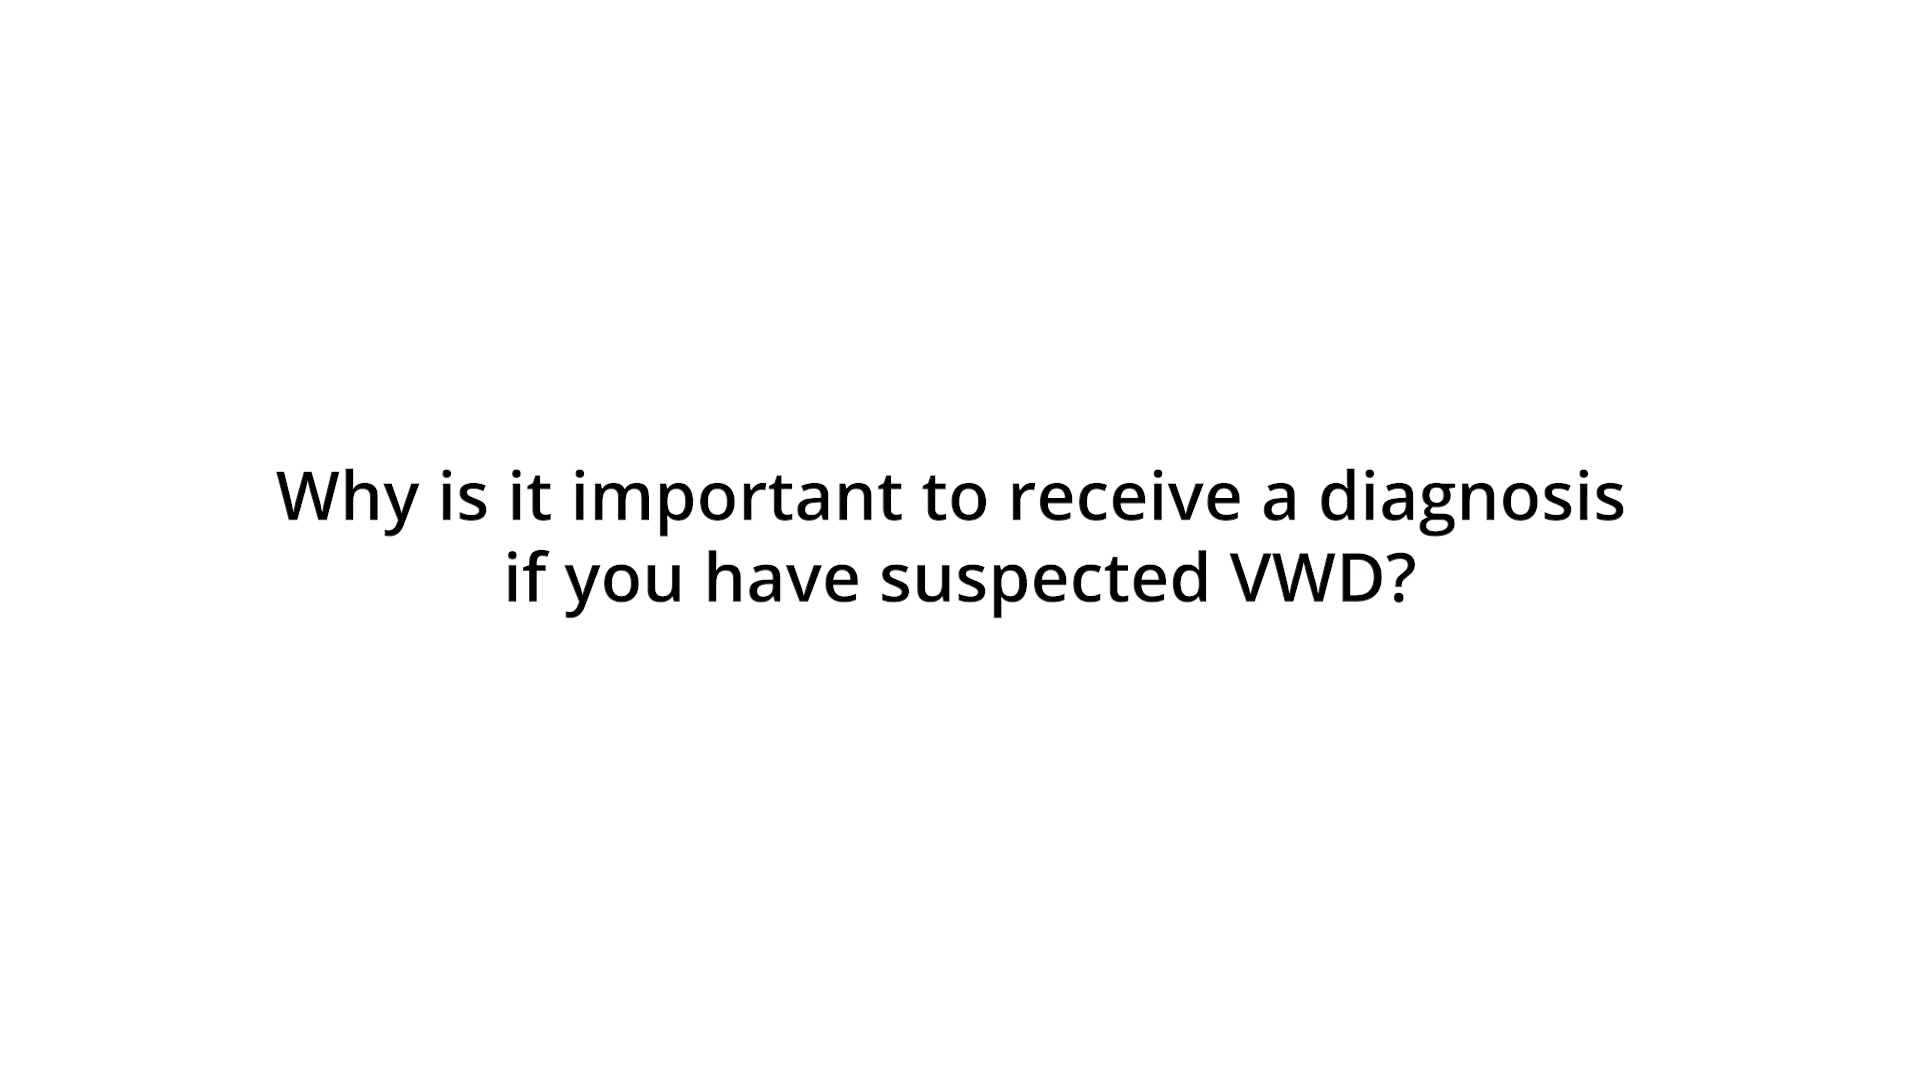 Why is it important to receive a diagnosis
if you have suspected VWD?